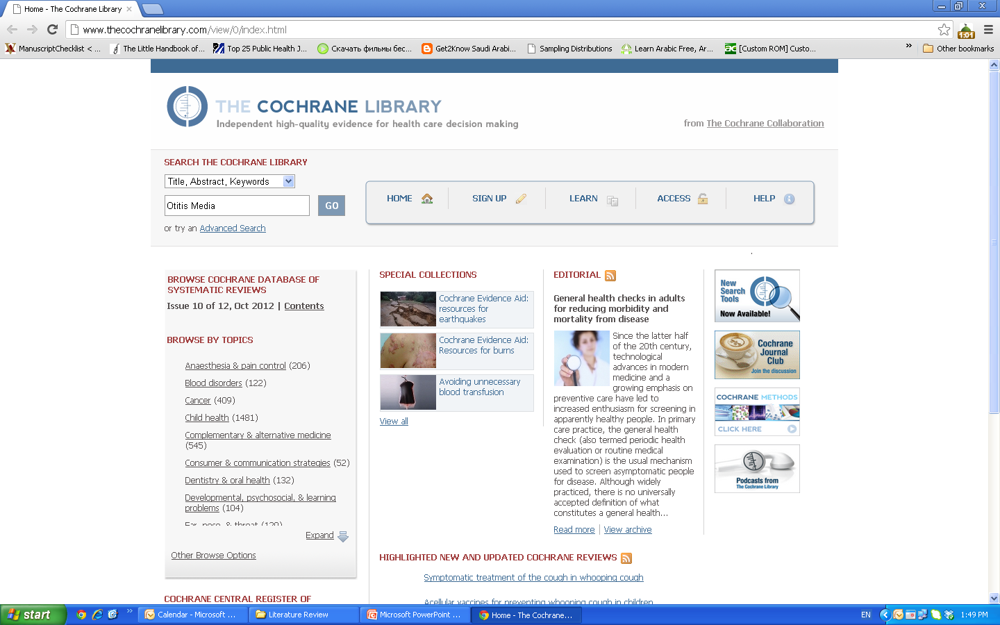 Home - The Cochrane Library
www.thecochranelibrary.com/view/0/index.html
1:01
ManuscriptChecklist < ...
The Little Handbook of...
Top 25 Public Health J...
Скачать фильмы бес...
Get2Know Saudi Arabi...
Sampling Distributions
Learn Arabic Free, Ar...
[Custom ROM] Custo...
»
Other bookmarks
THE COCHRANE LIBRARY
Independent high-quality evidence for health care decision making
from The Cochrane Collaboration
SEARCH THE COCHRANE LIBRARY
Title, Abstract, Keywords
Otitis Media
GO
or try an Advanced Search
HOME
SIGN UP
LEARN
ACCESS
HELP
BROWSE COCHRANE DATABASE OF
SYSTEMATIC REVIEWS
Issue 10 of 12, Oct 2012 | Contents
BROWSE BY TOPICS
Anaesthesia & pain control (206)
Blood disorders (122)
Cancer (409)
Child health (1481)
Complementary & alternative medicine
(545)
Consumer & communication strategies (52)
Dentistry & oral health (132)
Developmental, psychosocial, & learning
problems (104)
Ear, nose, & throat (120)
Expand
Other Browse Options
COCHRANE CENTRAL REGISTER OF
SPECIAL COLLECTIONS
Cochrane Evidence Aid:
resources for
earthquakes
Cochrane Evidence Aid:
Resources for burns
Avoiding unnecessary
blood transfusion
View all
EDITORIAL
General health checks in adults
for reducing morbidity and
mortality from disease
Since the latter half
of the 20th century,
technological
advances in modern
medicine and a
growing emphasis on
preventive care have led to
increased enthusiasm for screening in
apparently healthy people. In primary
care practice, the general health
check (also termed periodic health
evaluation or routine medical
examination) is the usual mechanism
used to screen asymptomatic people
for disease. Although widely
practiced, there is no universally
accepted definition of what
constitutes a general health...
Read more | View archive
HIGHLIGHTED NEW AND UPDATED COCHRANE REVIEWS
Symptomatic treatment of the cough in whooping cough
Acellular vaccines for preventing whooping cough in children
New
Search
Tools
Now Available!
Cochrane
Journal
Club
Join the discussion
COCHRANE METHODS
CLICK HERE
Podcasts from
The Cochrane Library
start
»
Calendar - Microsoft ...
Literature Review
Microsoft PowerPoint ...
Home - The Cochrane...
EN
1:49 PM